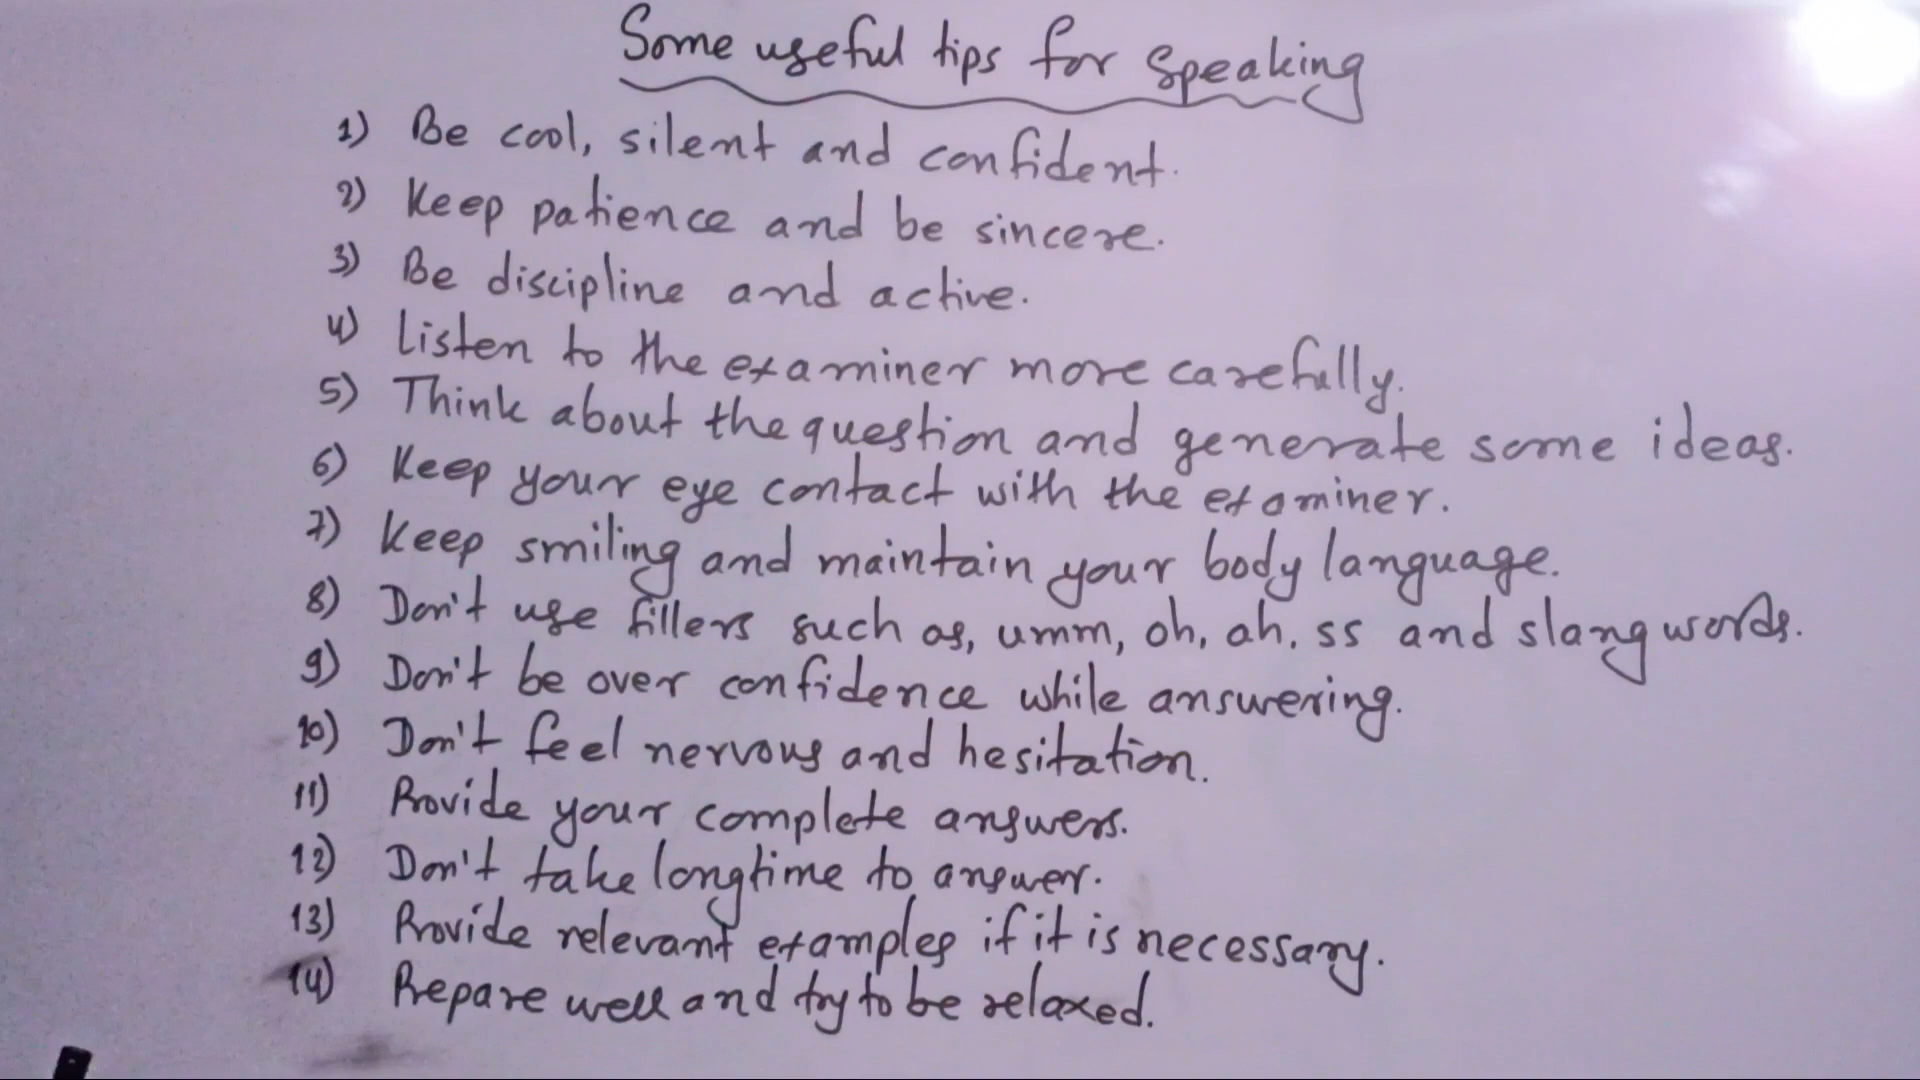 Some useful tips for Speaking
1) Be cool, silent and confident.
2) Keep patience and be sincere.
3) Be discipline and active.
4) Listen to the examiner more carefully.
5) Think about the question and generate some ideas.
6) Keep your eye contact with the examiner.
7) Keep smiling and maintain your body language.
8) Don't use fillers such as, umm, oh, ah, ss and slang words.
9) Don't be over confidence while answering.
10) Don't feel nervous and hesitation.
11) Provide your complete answers.
12) Don't take longtime to answer.
13) Provide relevant examples if it is necessary.
14) Prepare well and try to be relaxed.